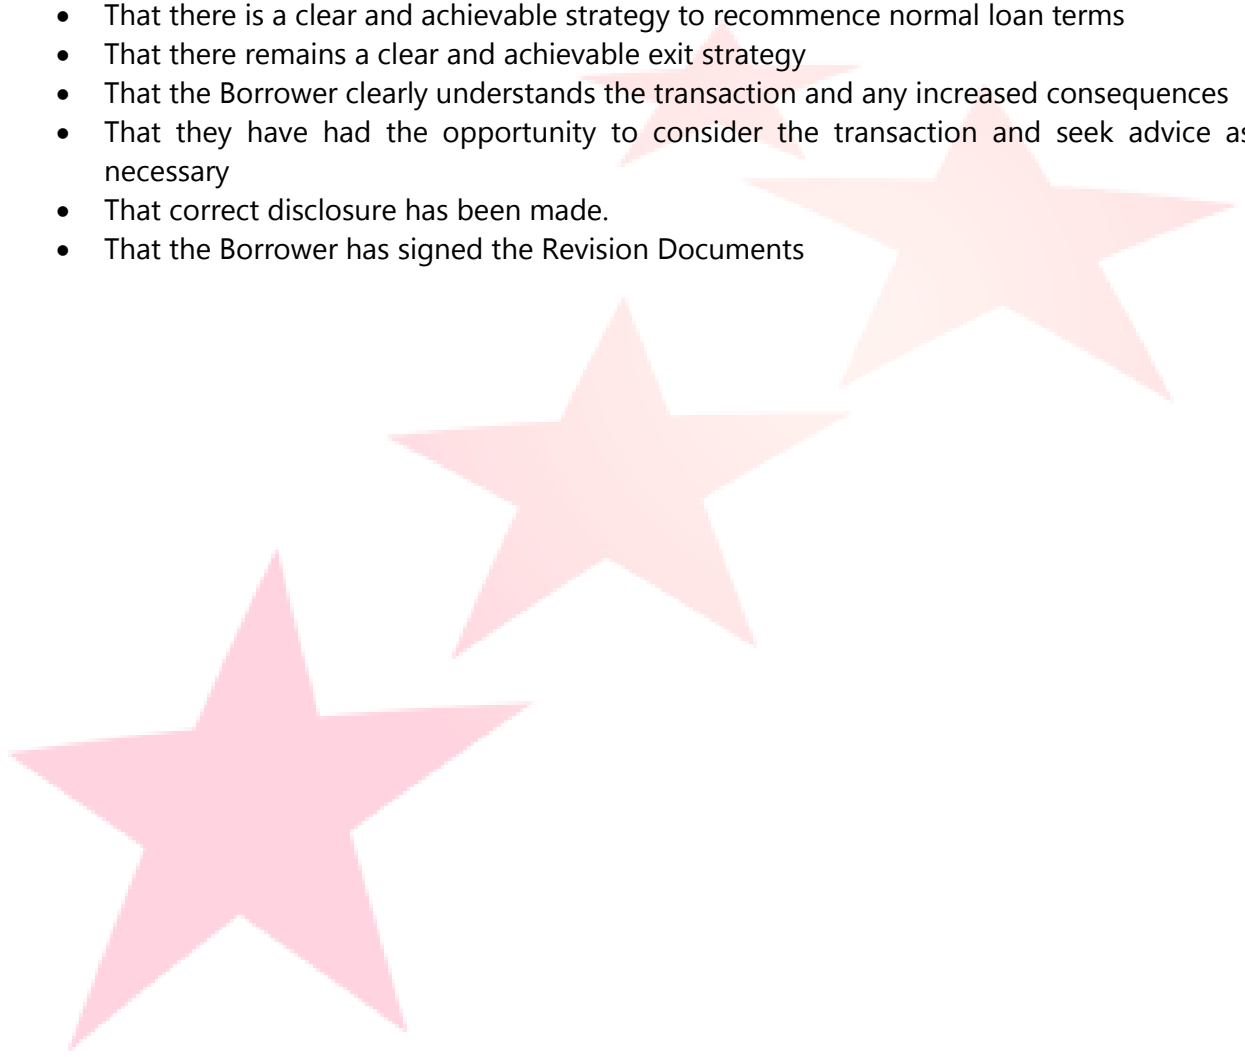 • That there is a clear and achievable strategy to recommence normal loan terms
• That there remains a clear and achievable exit strategy
• That the Borrower clearly understands the transaction and any increased consequences
• That they have had the opportunity to consider the transaction and seek advice as
necessary
• That correct disclosure has been made.
• That the Borrower has signed the Revision Documents